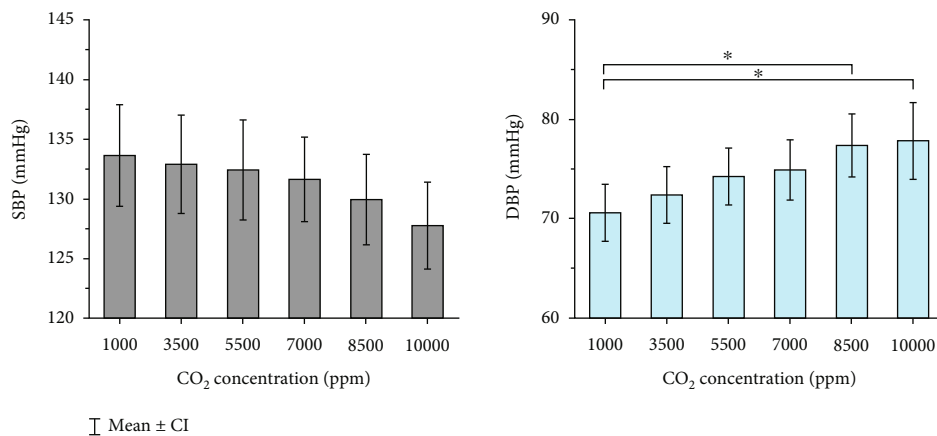 145
140
135
130
125
120
SBP (mmHg)
1000 3500 5500 7000 8500 10000
CO2 concentration (ppm)
90
80
70
60
DBP (mmHg)
* 
*
1000 3500 5500 7000 8500 10000
CO2 concentration (ppm)
Mean ± CI